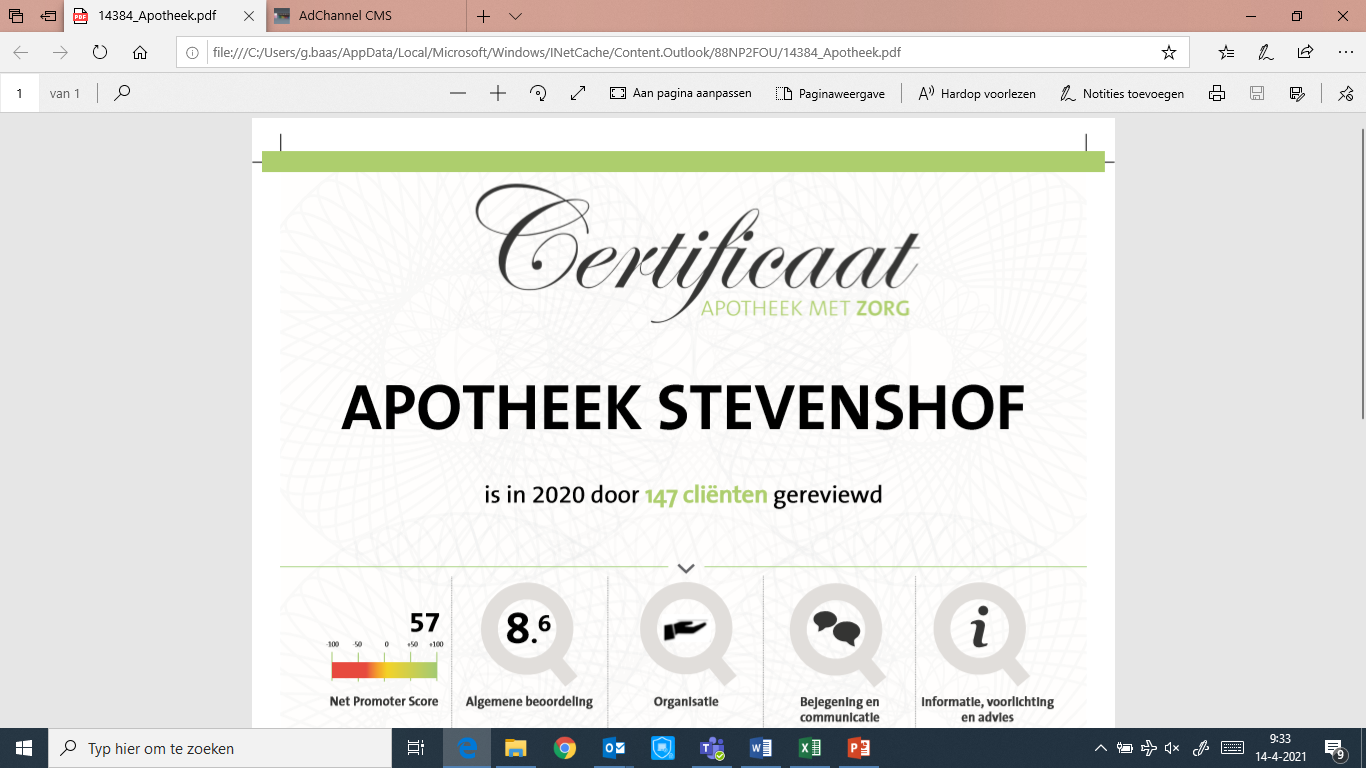 14384_Apotheek.pdf
AdChannel CMS
file:///C:/Users/g.baas/AppData/Local/Microsoft/Windows/INetCache/Content.Outlook/88NP2FOU/14384_Apotheek.pdf
1 van 1
Aan pagina aanpassen
Paginaweergave
Hardop voorlezen
Notities toevoegen
Certificaat
APOTHEEK MET ZORG
APOTHEEK STEVENSHOF
is in 2020 door 147 cliënten gereviewd
57
-100 -50 0 +50 +100
Net Promoter Score
8.6
Algemene beoordeling
Organisatie
Bejegening en
communicatie
i
Informatie, voorlichting
en advies
Typ hier om te zoeken
9:33
14-4-2021
9